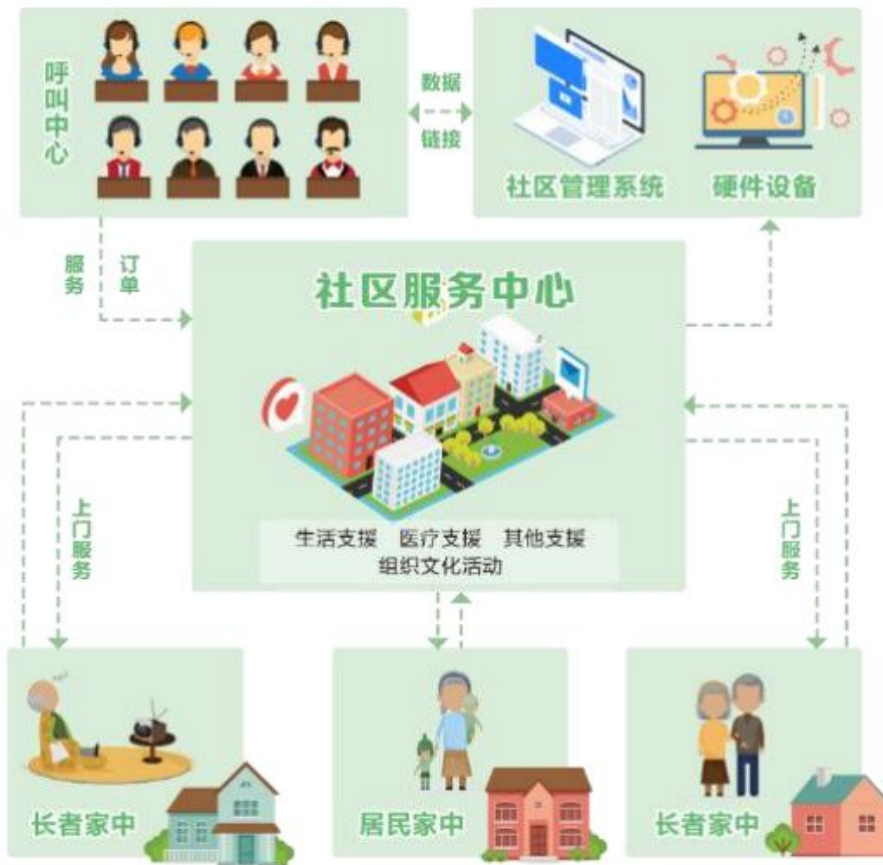 呼叫中心
数据
链接
社区管理系统
硬件设备
服务
订单
社区服务中心
生活支援 医疗支援 其他支援
组织文化活动
上门服务
上门服务
长者家中
居民家中
长者家中